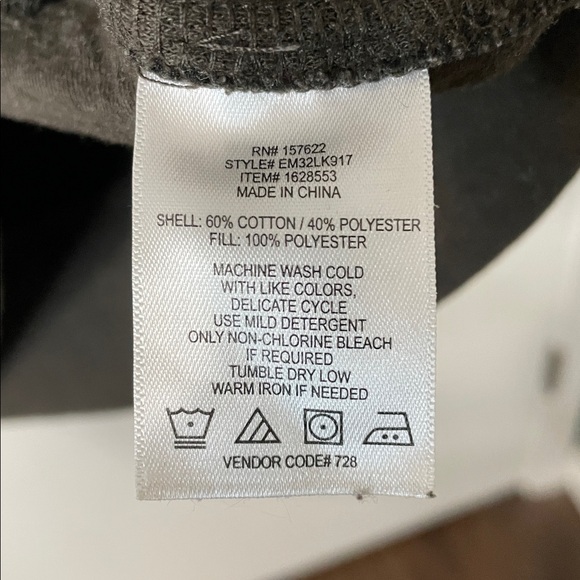 RN# 157622
STYLE# EM32LK917
ITEM# 1628553
MADE IN CHINA
SHELL: 60% COTTON / 40% POLYESTER
FILL: 100% POLYESTER
MACHINE WASH COLD
WITH LIKE COLORS,
DELICATE CYCLE
USE MILD DETERGENT
ONLY NON-CHLORINE BLEACH
IF REQUIRED
TUMBLE DRY LOW
WARM IRON IF NEEDED
VENDOR CODE# 728